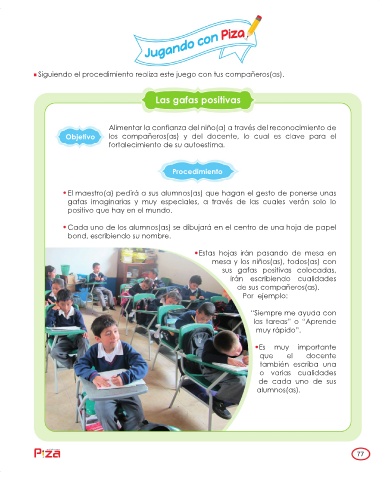 Jugando con Piza
Siguiendo el procedimiento realiza este juego con tus compañeros(as).
Las gafas positivas
Objetivo
Alimentar la confianza del niño(a) a través del reconocimiento de
los compañeros(as) y del docente, lo cual es clave para el
fortalecimiento de su autoestima.
Procedimiento
El maestro(a) pedirá a sus alumnos(as) que hagan el gesto de ponerse unas
gafas imaginarias y muy especiales, a través de las cuales verán solo lo
positivo que hay en el mundo.
Cada uno de los alumnos(as) se dibujará en el centro de una hoja de papel
bond, escribiendo su nombre.
Estas hojas irán pasando de mesa en
mesa y los niños(as), todos(as) con
sus gafas positivas colocadas,
irán escribiendo cualidades
de sus compañeros(as).
Por ejemplo:
"Siempre me ayuda con
las tareas" o "Aprende
muy rápido".
Es muy importante
que el docente
también escriba una
o varias cualidades
de cada uno de sus
alumnos(as).
Piza
77